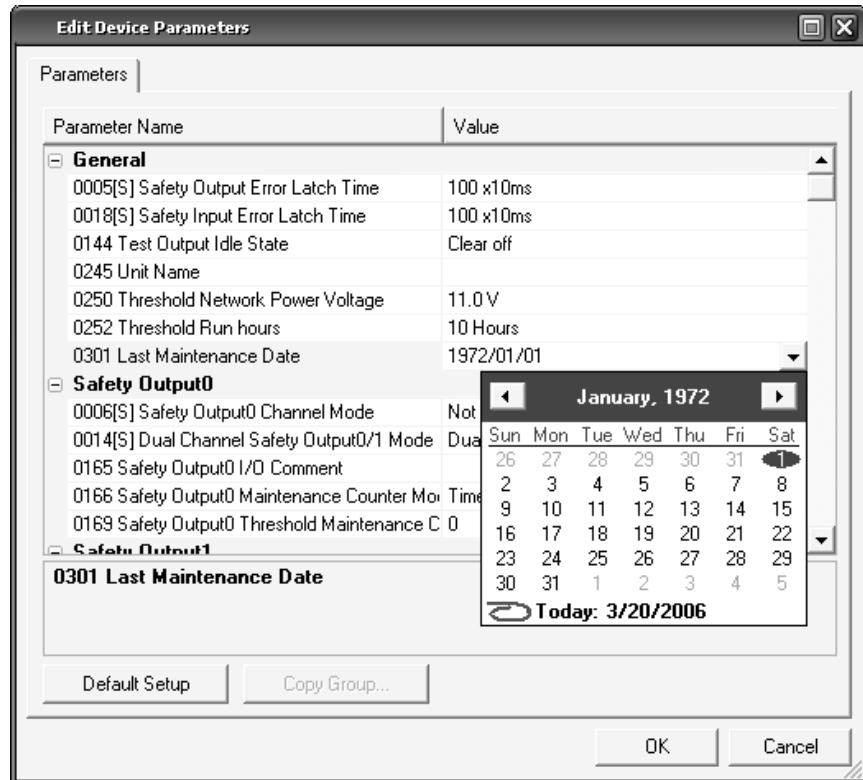 Edit Device Parameters
Parameters
Parameter Name Value
General
0005[S] Safety Output Error Latch Time 100 x10ms
0018[S] Safety Input Error Latch Time 100 x10ms
0144 Test Output Idle State Clear off
0245 Unit Name
0250 Threshold Network Power Voltage 11.0 V
0252 Threshold Run hours 10 Hours
0301 Last Maintenance Date 1972/01/01
Safety Output0
0006[S] Safety Output0 Channel Mode Not
0014[S] Dual Channel Safety Output0/1 Mode Dua
0165 Safety Output0 I/O Comment
0166 Safety Output0 Maintenance Counter Mo Time
0169 Safety Output0 Threshold Maintenance C 0
Safety Output1
January, 1972
Sun Mon Tue Wed Thu Fri Sat
26 27 28 29 30 31 1
2 3 4 5 6 7 8
9 10 11 12 13 14 15
16 17 18 19 20 21 22
23 24 25 26 27 28 29
30 31 1 2 3 4 5
Today: 3/20/2006
0301 Last Maintenance Date
Default Setup Copy Group...
OK Cancel